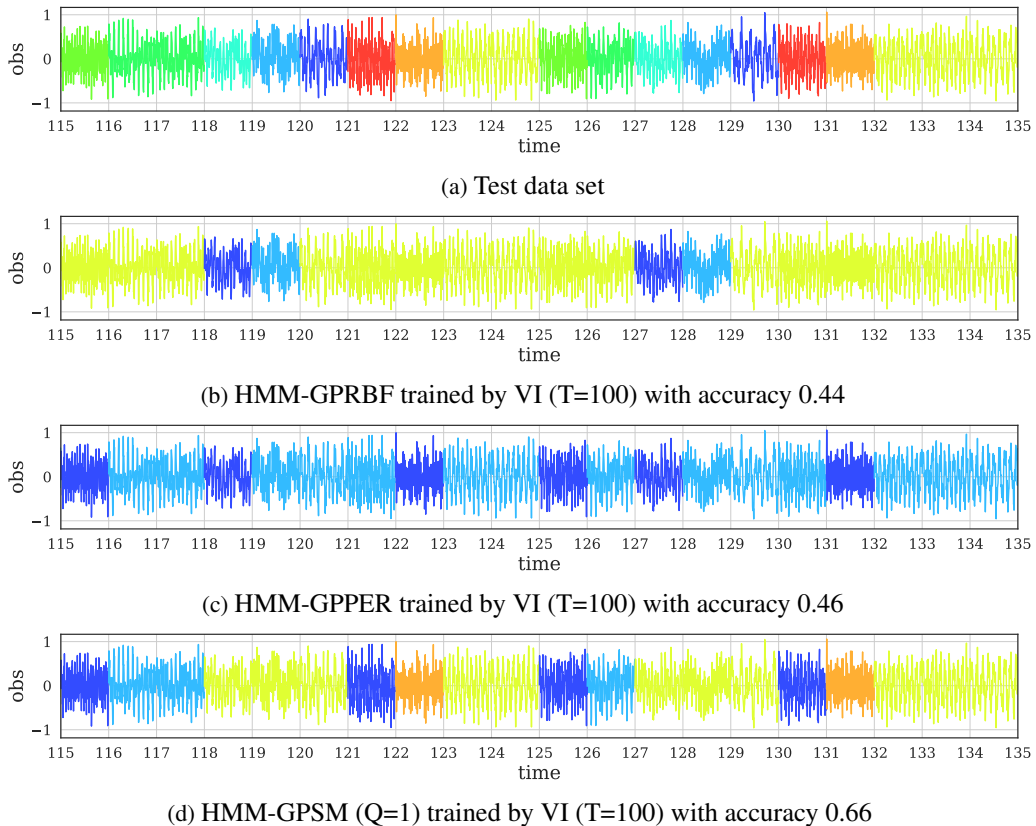 obs
1
0
−1
115 116 117 118 119 120 121 122 123 124 125 126 127 128 129 130 131 132 133 134 135
time
(a) Test data set
obs
1
0
−1
115 116 117 118 119 120 121 122 123 124 125 126 127 128 129 130 131 132 133 134 135
time
(b) HMM-GPRBF trained by VI (T=100) with accuracy 0.44
obs
1
0
−1
115 116 117 118 119 120 121 122 123 124 125 126 127 128 129 130 131 132 133 134 135
time
(c) HMM-GPPER trained by VI (T=100) with accuracy 0.46
obs
1
0
−1
115 116 117 118 119 120 121 122 123 124 125 126 127 128 129 130 131 132 133 134 135
time
(d) HMM-GPSM (Q=1) trained by VI (T=100) with accuracy 0.66